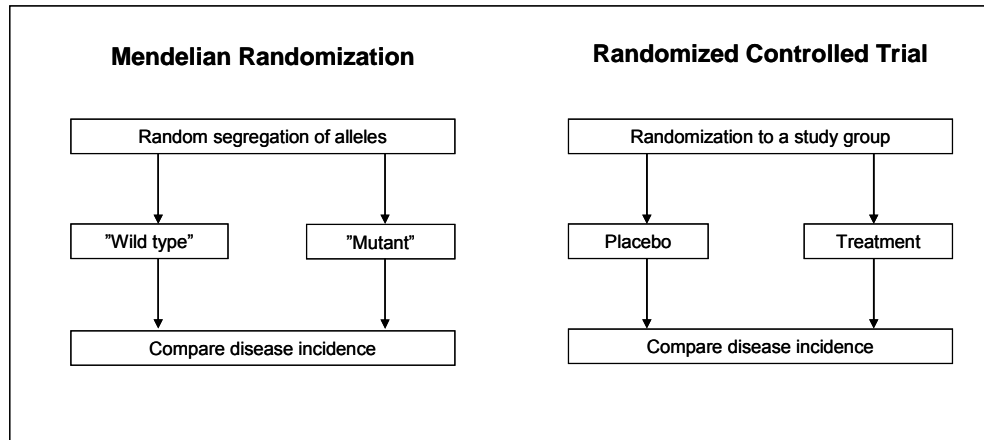 Mendelian Randomization
Random segregation of alleles
”Wild type”
”Mutant”
Compare disease incidence
Randomized Controlled Trial
Randomization to a study group
Placebo
Treatment
Compare disease incidence